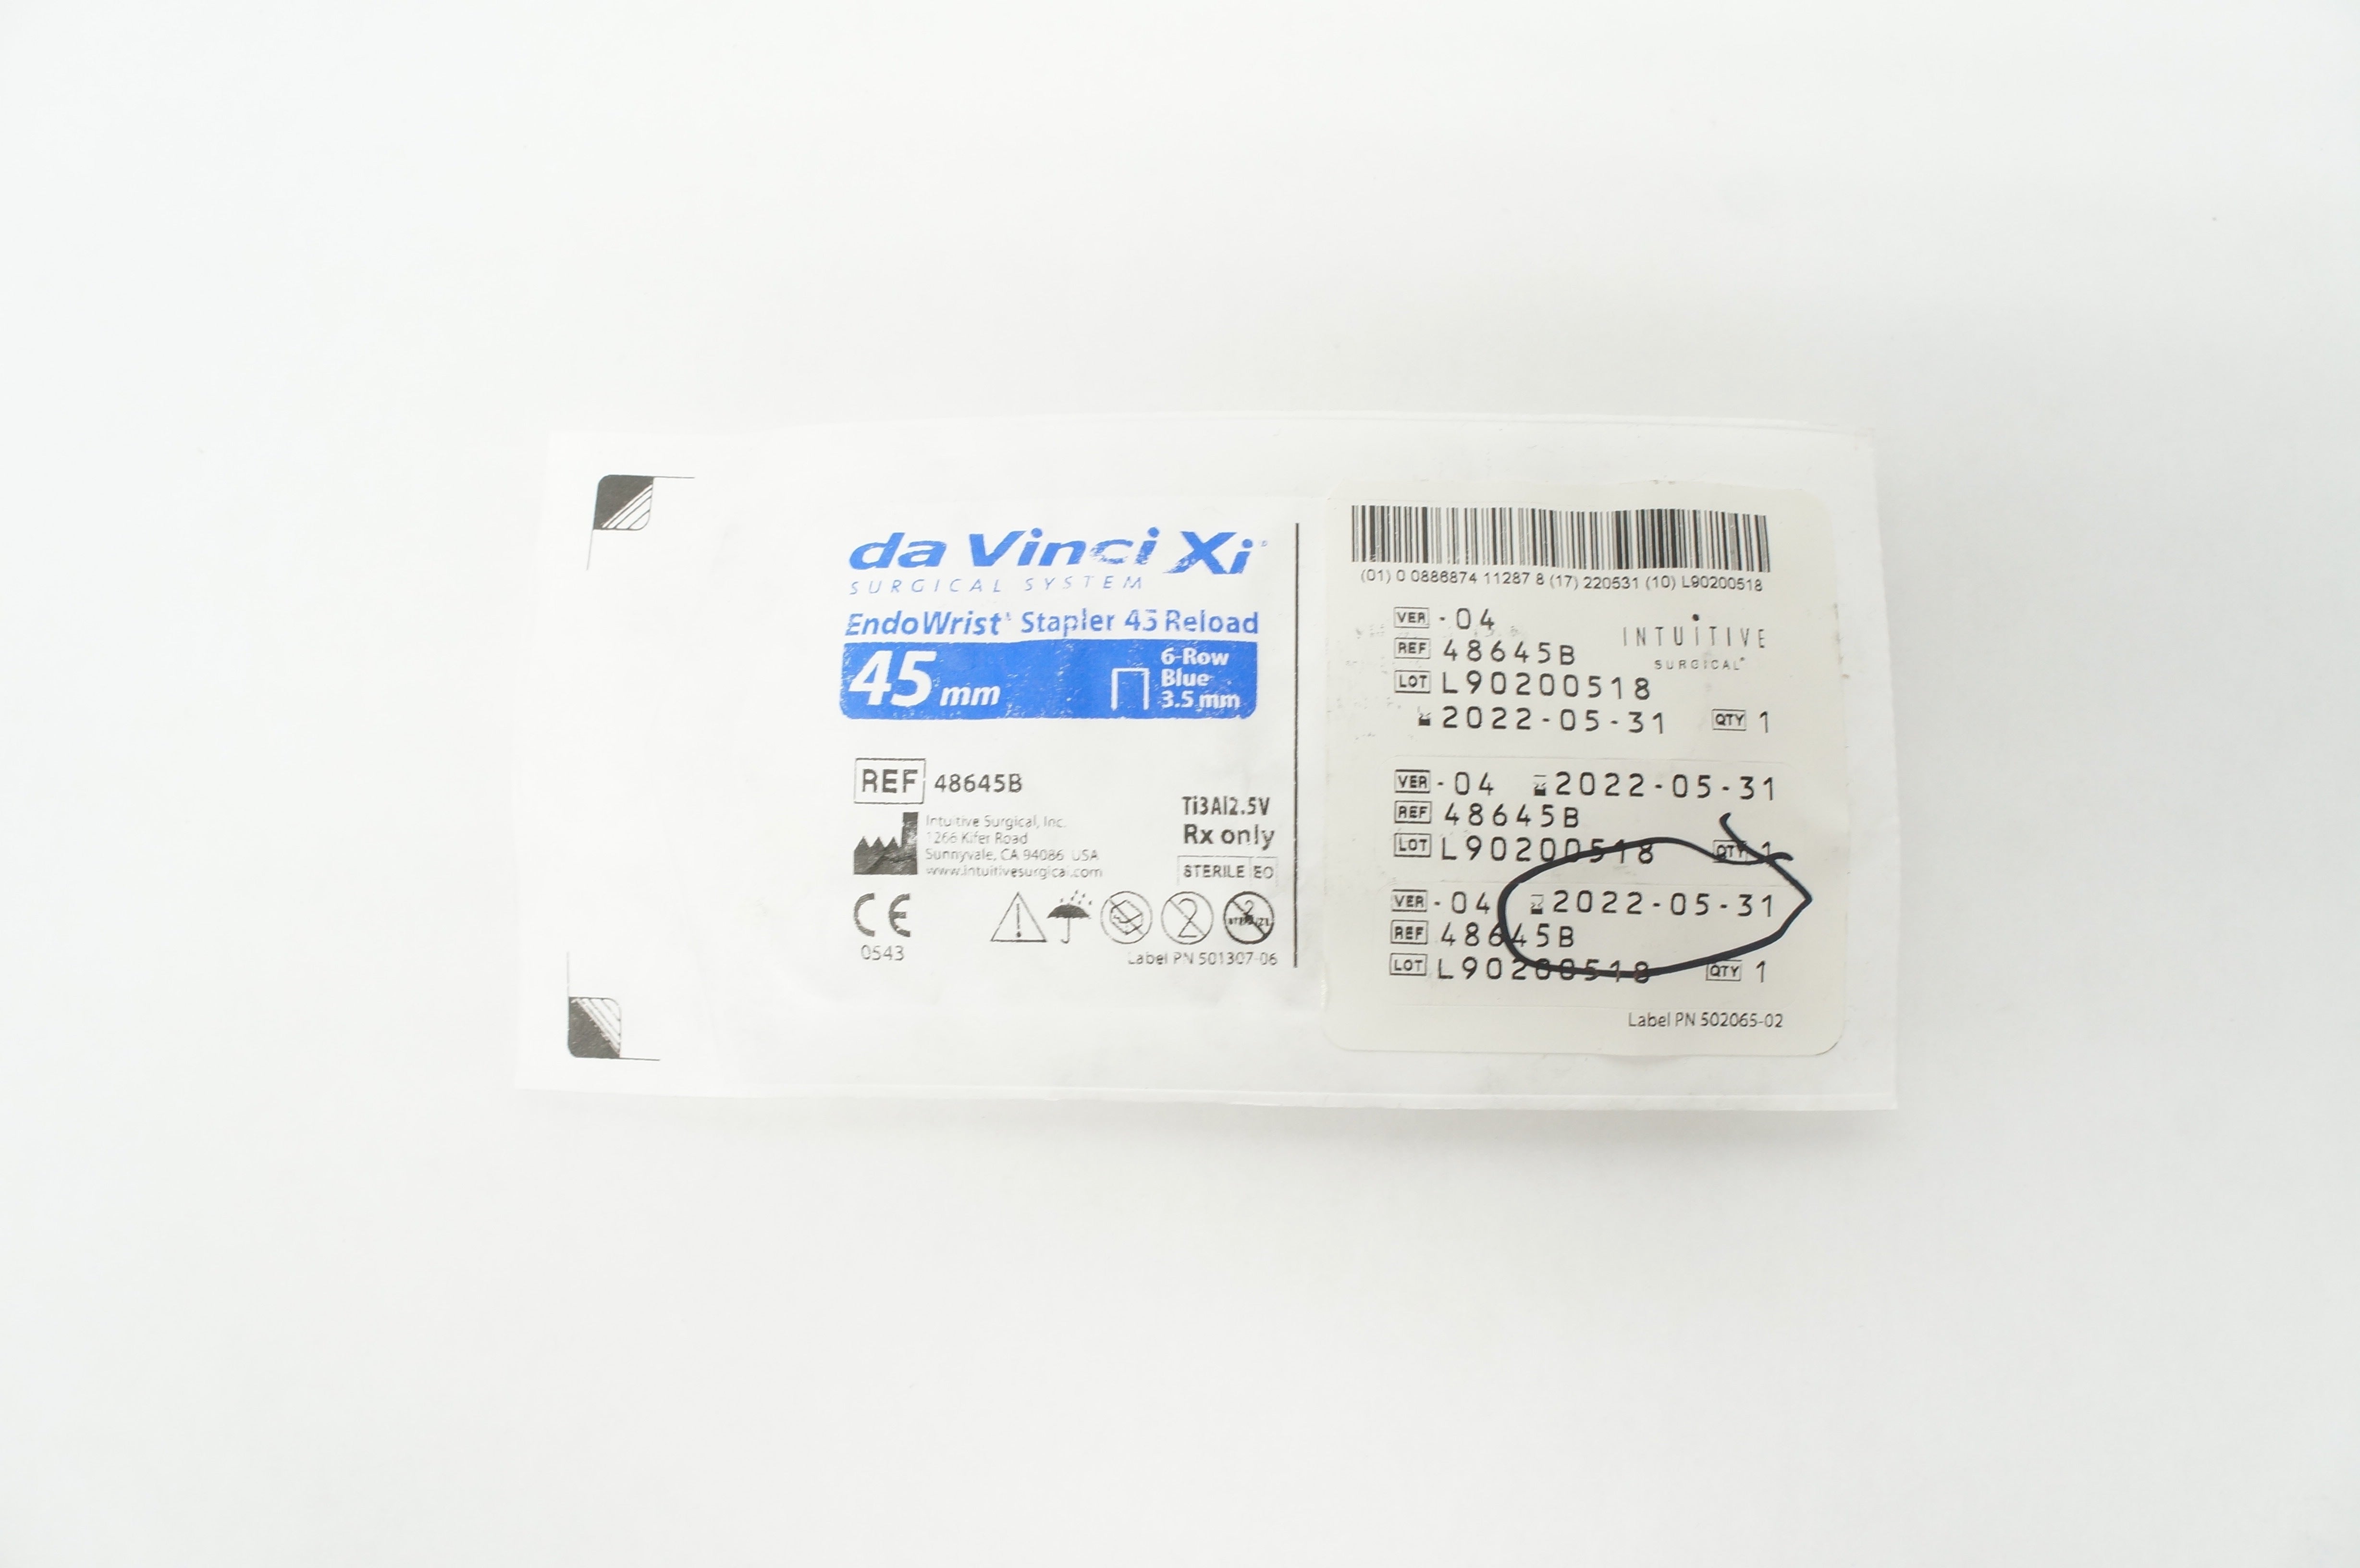 da Vinci Xi
SURGICAL SYSTEM
EndoWrist® Stapler 45 Reload
45 mm
6-Row
Blue
3.5 mm
REF 48645B
Intuitive Surgical, Inc.
1266 Kifer Road
Sunnyvale, CA 94086 USA
www.intuitivesurgical.com
Ti3Al2.5V
Rx only
STERILE EO
CE
0543
Label PN 501307-06
(01) 0 0886874 11287 8 (17) 220531 (10) L90200518
VER - 04
INTUITIVE
SURGICAL®
REF 48645B
LOT L90200518
2022-05-31 QTY 1
VER - 04 2022-05-31
REF 48645B
LOT L90200518 QTY 1
VER - 04 2022-05-31
REF 48645B
LOT L90200518 QTY 1
Label PN 502065-02